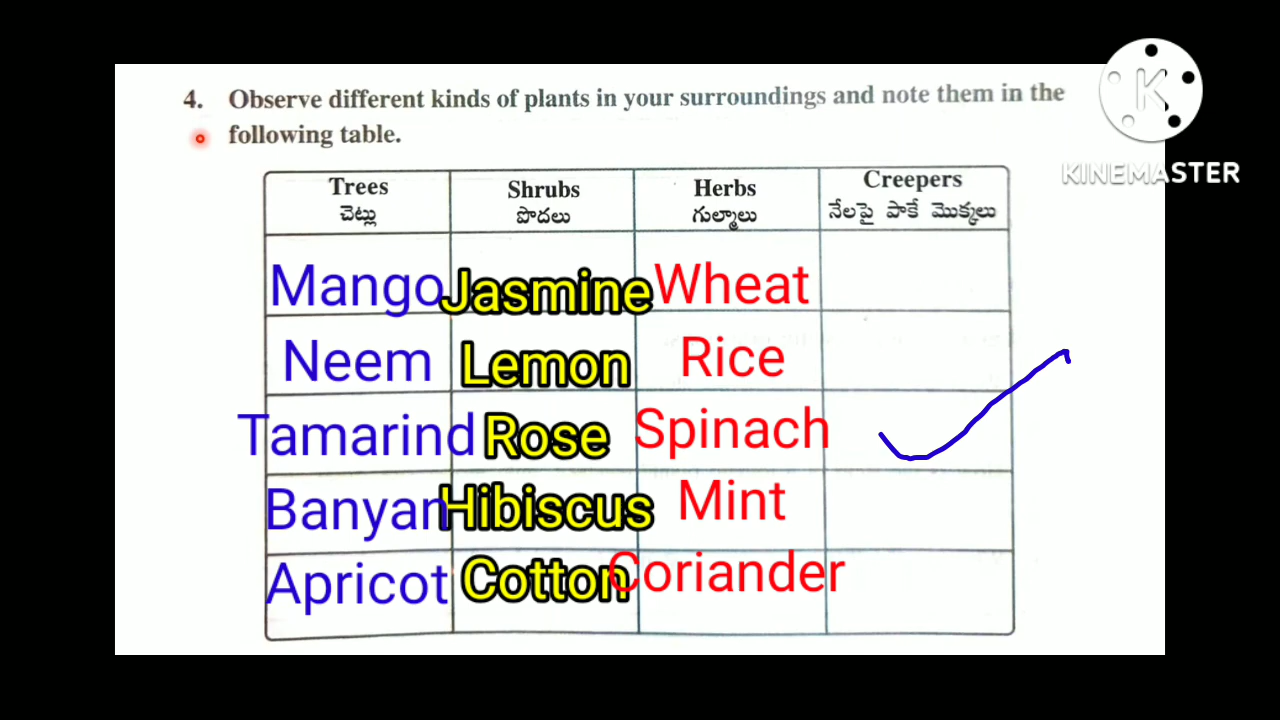 4. Observe different kinds of plants in your surroundings and note them in the
following table.
Trees Shrubs Herbs Creepers
చెట్లు పొదలు గుల్మాలు నేలపై పాకే మొక్కలు
Mango Jasmine Wheat
Neem Lemon Rice
Tamarind Rose Spinach
Banyan Hibiscus Mint
Apricot Cotton Coriander
K
KINEMASTER